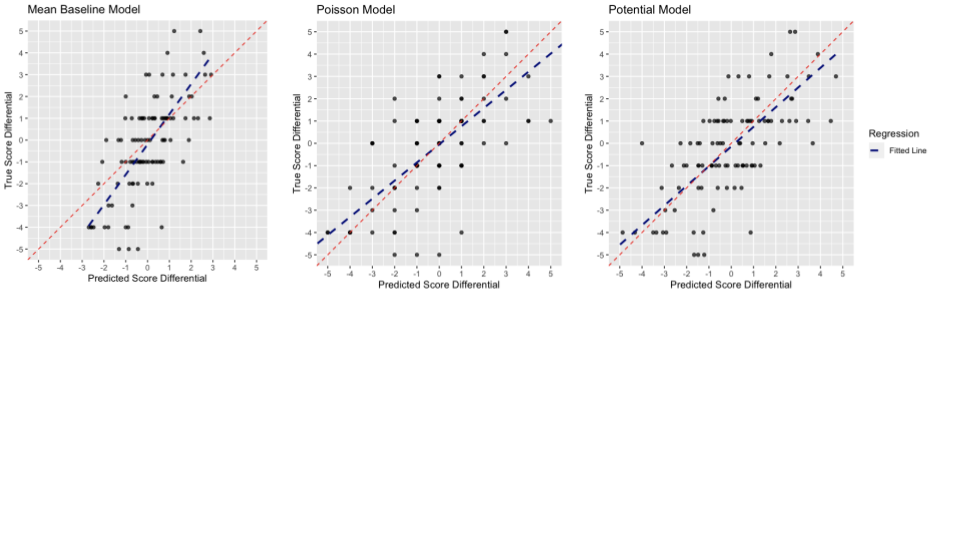 Mean Baseline Model
Poisson Model
Potential Model
True Score Differential
5
4
3
2
1
0
-1
-2
-3
-4
-5
-5 -4 -3 -2 -1 0 1 2 3 4 5
Predicted Score Differential
True Score Differential
5
4
3
2
1
0
-1
-2
-3
-4
-5
-5 -4 -3 -2 -1 0 1 2 3 4 5
Predicted Score Differential
True Score Differential
5
4
3
2
1
0
-1
-2
-3
-4
-5
-5 -4 -3 -2 -1 0 1 2 3 4 5
Predicted Score Differential
Regression
Fitted Line